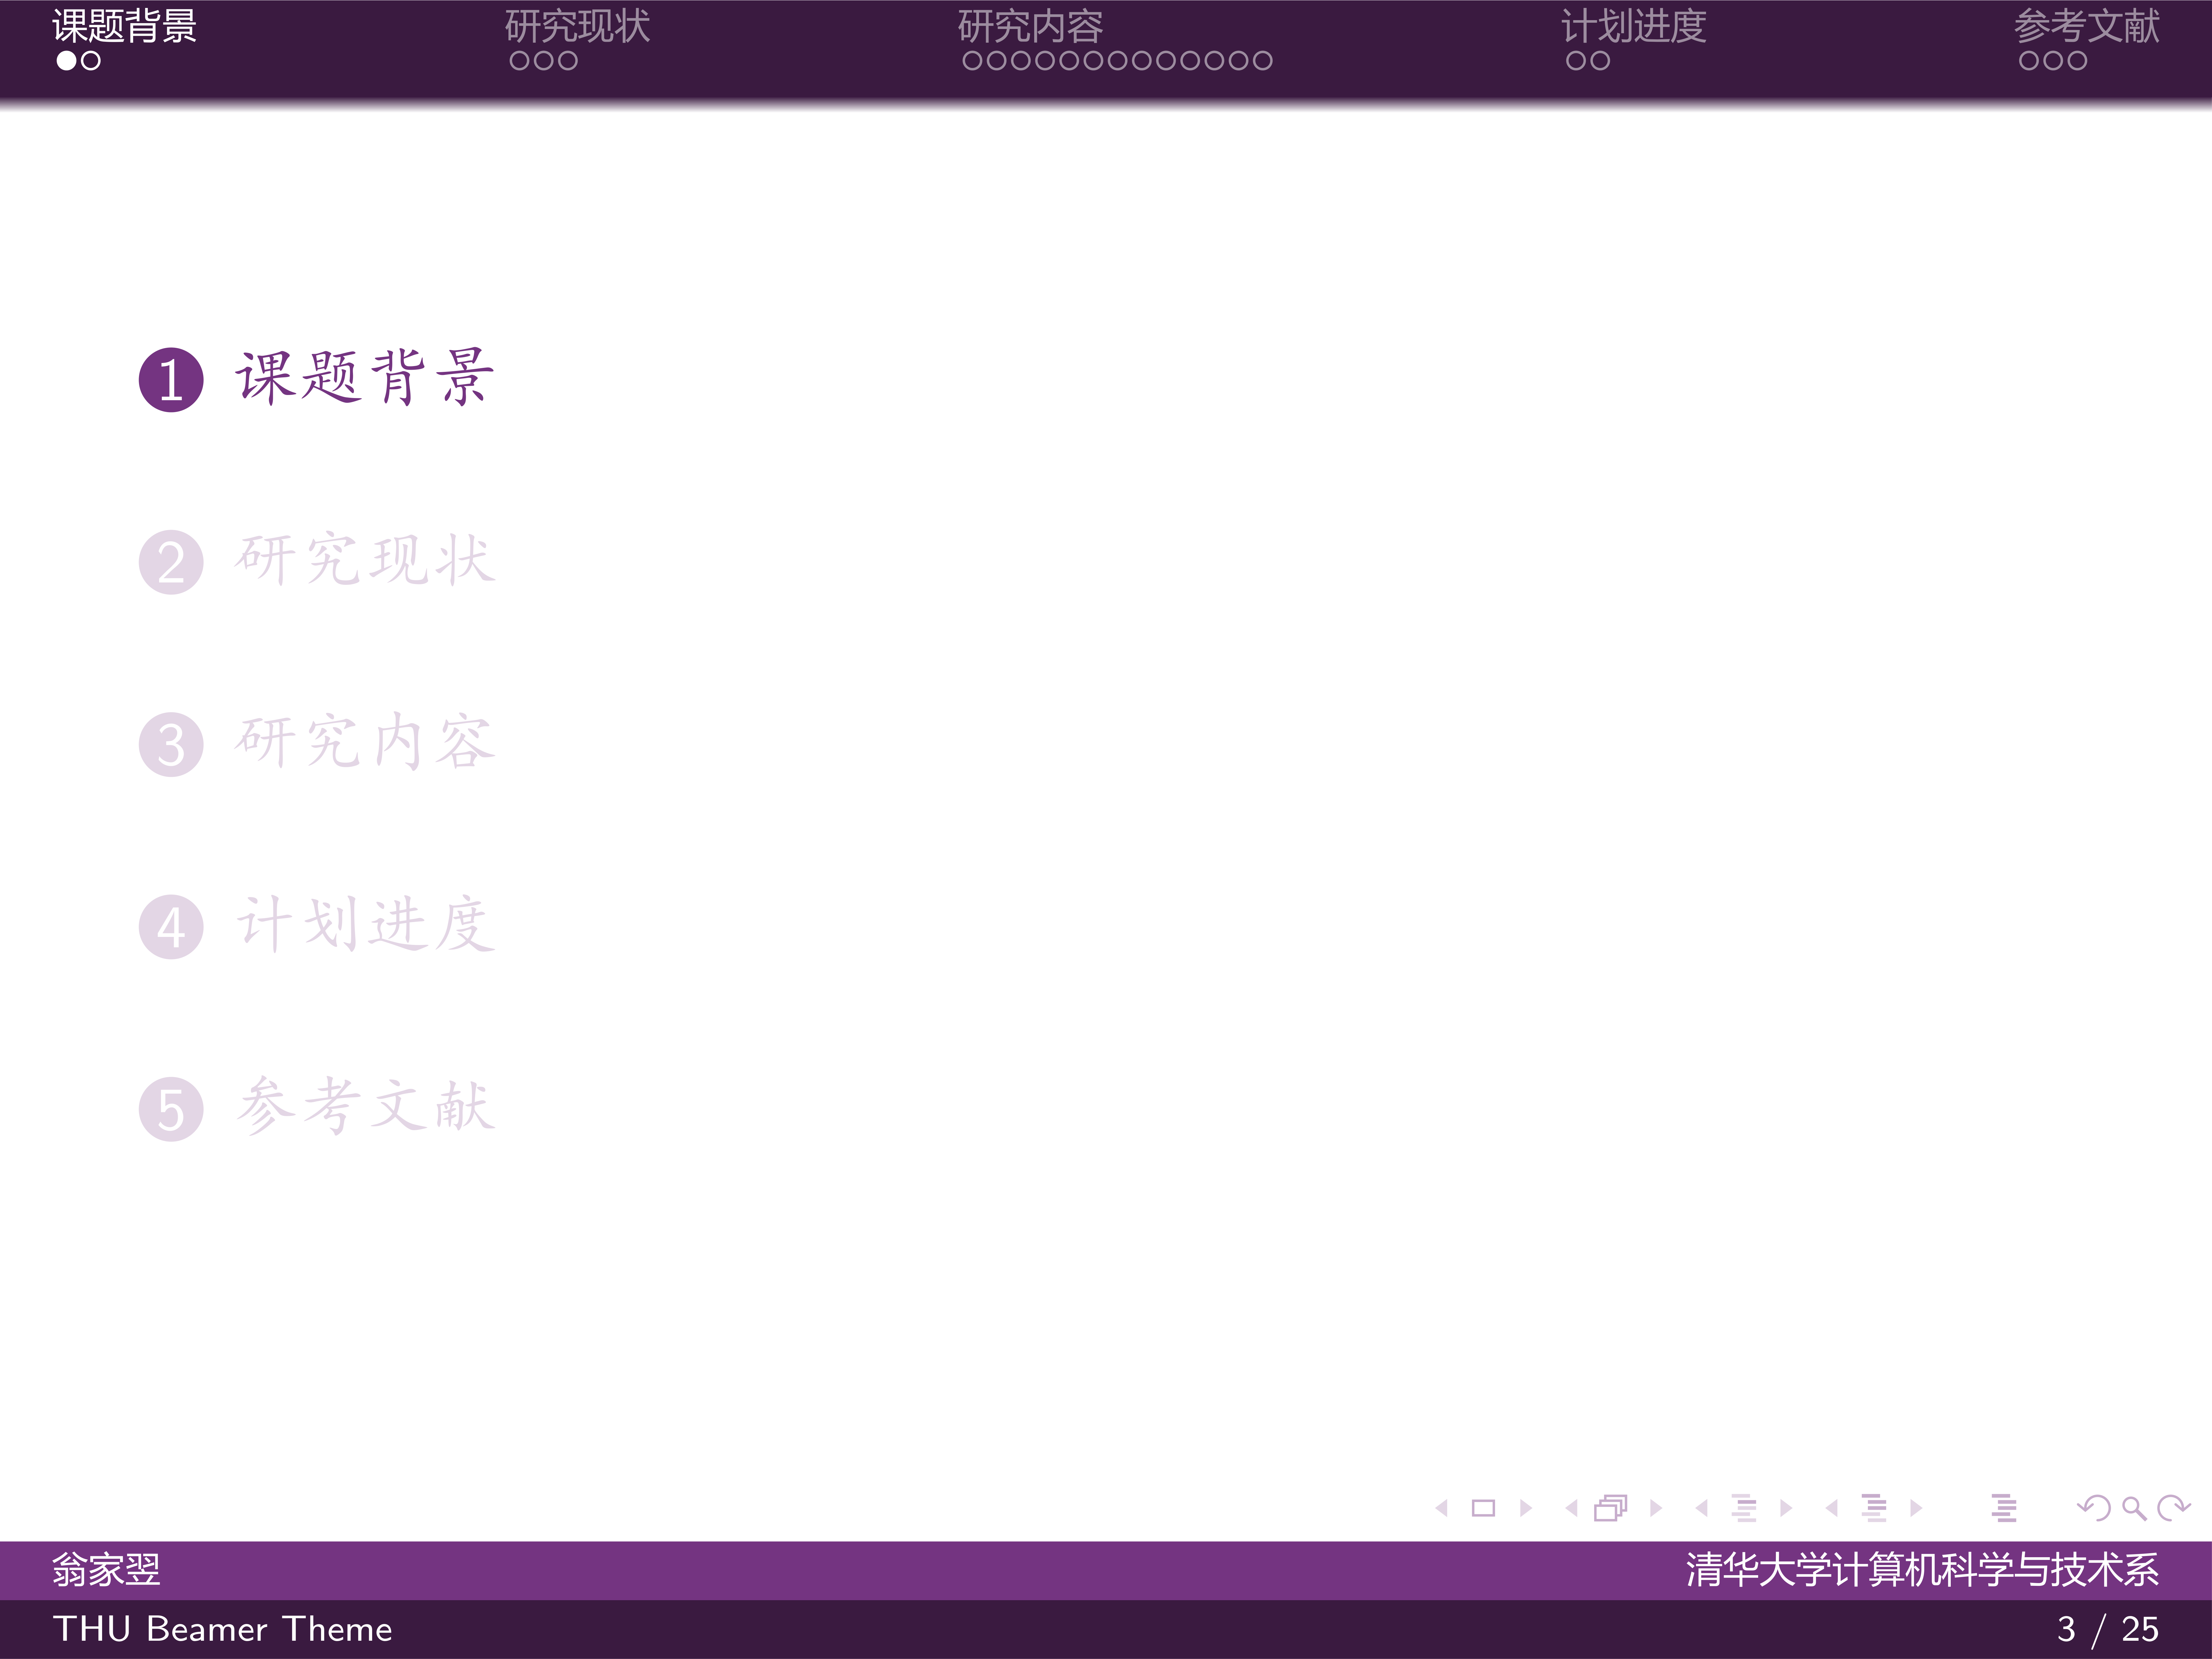 课题背景 研究现状 研究内容 计划进度 参考文献
1 课题背景
2 研究现状
3 研究内容
4 计划进度
5 参考文献
翁家翌 清华大学计算机科学与技术系
THU Beamer Theme 3 / 25